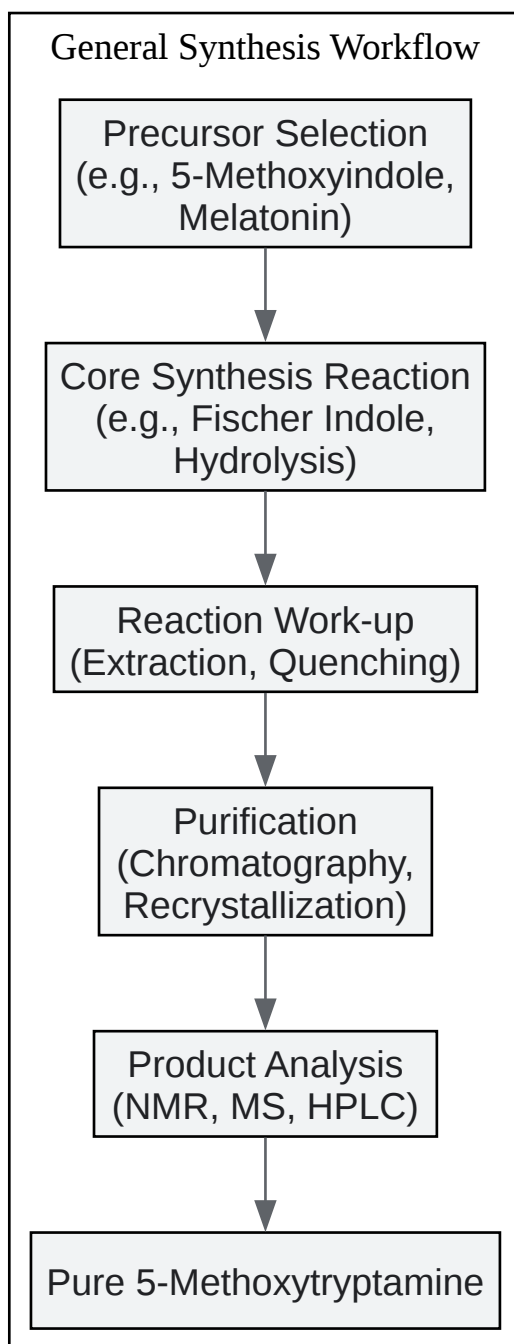 General Synthesis Workflow
Precursor Selection
(e.g., 5-Methoxyindole,
Melatonin)
Core Synthesis Reaction
(e.g., Fischer Indole,
Hydrolysis)
Reaction Work-up
(Extraction, Quenching)
Purification
(Chromatography,
Recrystallization)
Product Analysis
(NMR, MS, HPLC)
Pure 5-Methoxytryptamine